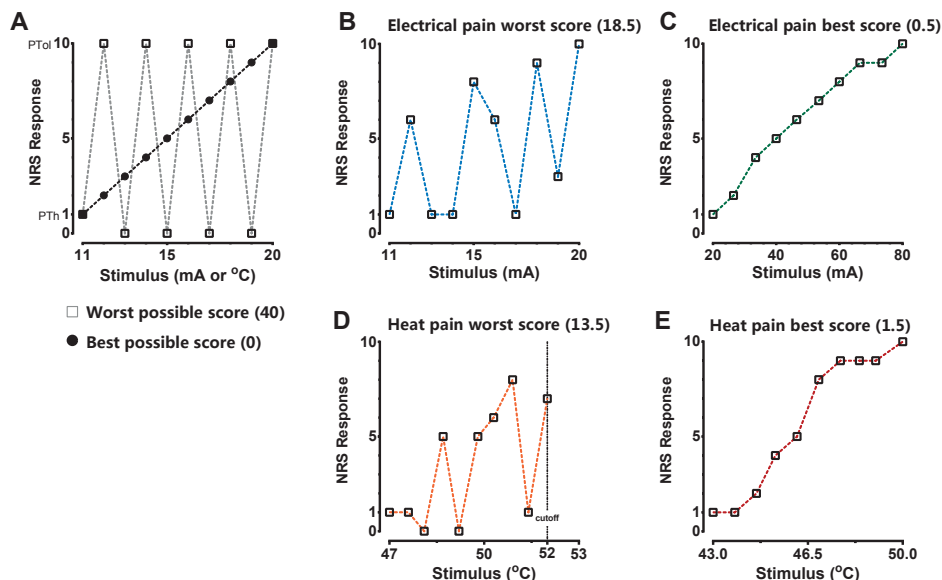 A
NRS Response
PTol 10
5
PTh 1
0
11 15 20
Stimulus (mA or °C)
Worst possible score (40)
Best possible score (0)
B
Electrical pain worst score (18.5)
NRS Response
10
5
1
0
11 15 20
Stimulus (mA)
C
Electrical pain best score (0.5)
NRS Response
10
5
1
0
20 40 60 80
Stimulus (mA)
D
Heat pain worst score (13.5)
NRS Response
10
5
1
0
cutoff
47 50 52 53
Stimulus (°C)
E
Heat pain best score (1.5)
NRS Response
10
5
1
0
43.0 46.5 50.0
Stimulus (°C)